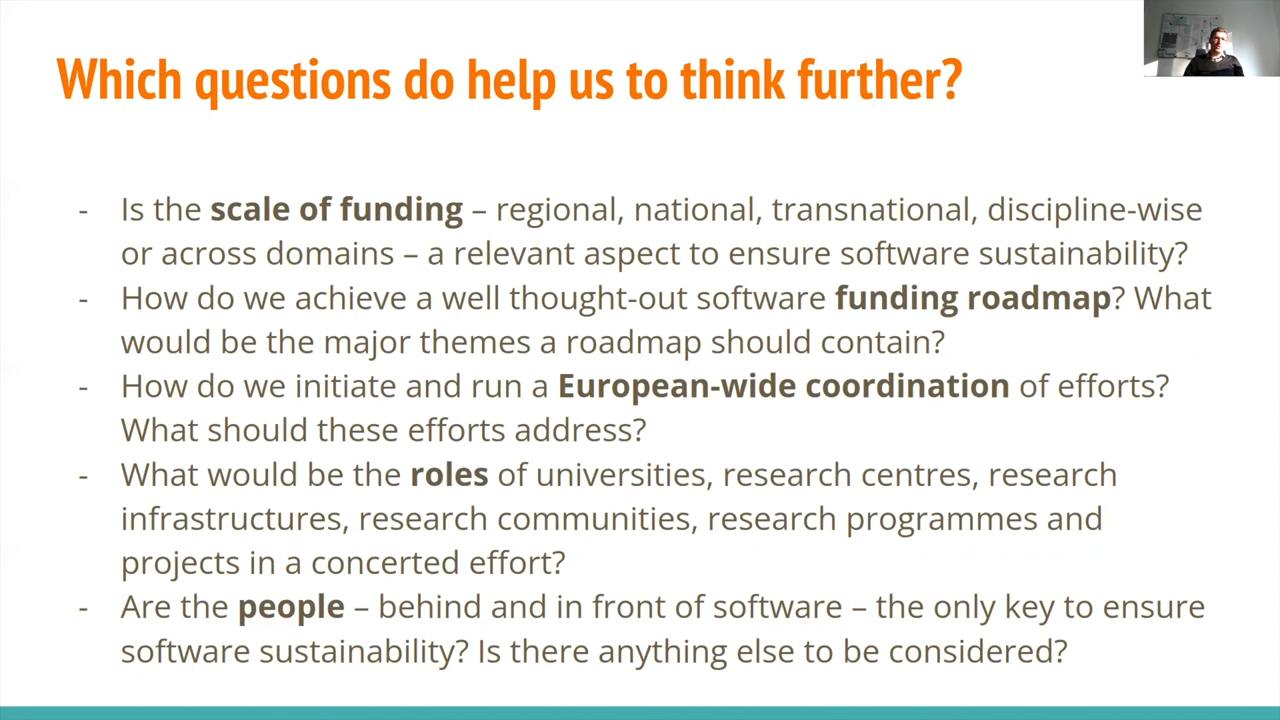 Which questions do help us to think further?
- Is the scale of funding – regional, national, transnational, discipline-wise
or across domains – a relevant aspect to ensure software sustainability?
- How do we achieve a well thought-out software funding roadmap? What
would be the major themes a roadmap should contain?
- How do we initiate and run a European-wide coordination of efforts?
What should these efforts address?
- What would be the roles of universities, research centres, research
infrastructures, research communities, research programmes and
projects in a concerted effort?
- Are the people – behind and in front of software – the only key to ensure
software sustainability? Is there anything else to be considered?